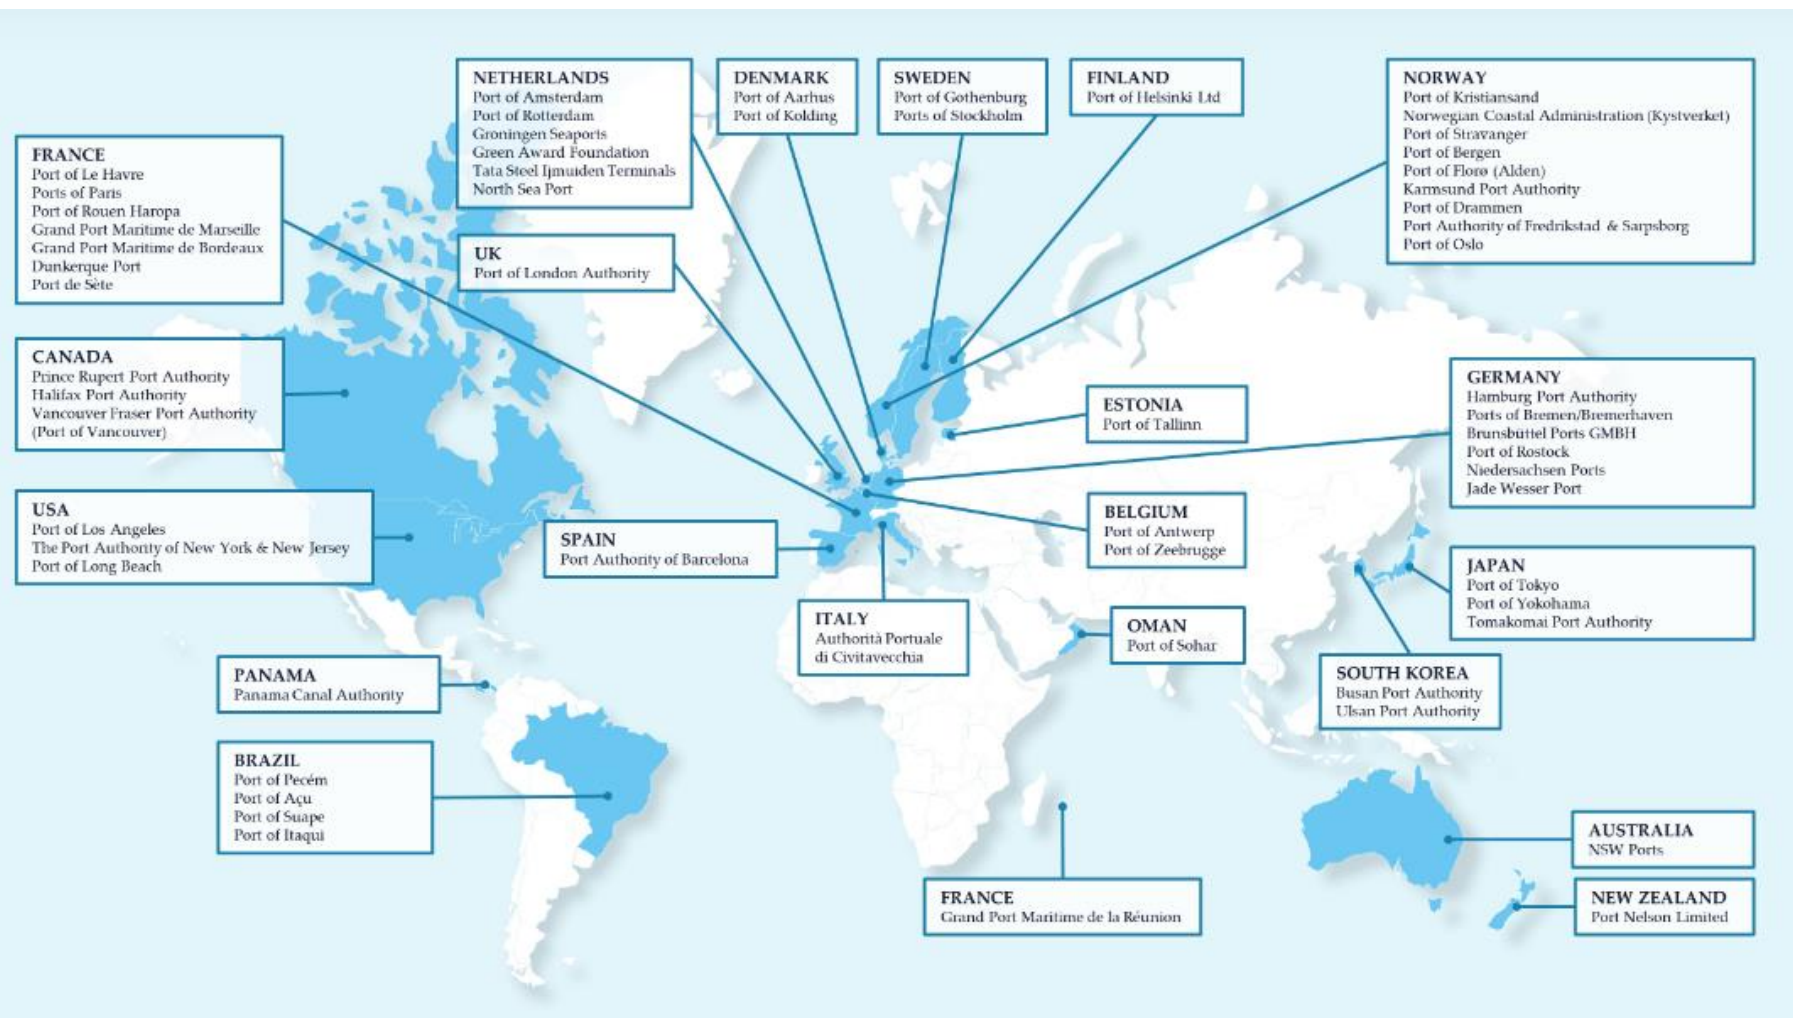 NETHERLANDS
Port of Amsterdam
Port of Rotterdam
Groningen Seaports
Green Award Foundation
Tata Steel Ijmuiden Terminals
North Sea Port
DENMARK
Port of Aarhus
Port of Kolding
SWEDEN
Port of Gothenburg
Ports of Stockholm
FINLAND
Port of Helsinki Ltd
NORWAY
Port of Kristiansand
Norwegian Coastal Administration (Kystverket)
Port of Stravanger
Port of Bergen
Port of Florø (Alden)
Karmsund Port Authority
Port of Drammen
Port Authority of Fredrikstad & Sarpsborg
Port of Oslo
FRANCE
Port of Le Havre
Ports of Paris
Port of Rouen Haropa
Grand Port Maritime de Marseille
Grand Port Maritime de Bordeaux
Dunkerque Port
Port de Sète
UK
Port of London Authority
CANADA
Prince Rupert Port Authority
Halifax Port Authority
Vancouver Fraser Port Authority
(Port of Vancouver)
GERMANY
Hamburg Port Authority
Ports of Bremen/Bremerhaven
Brunsbüttel Ports GMBH
Port of Rostock
Niedersachsen Ports
Jade Wesser Port
ESTONIA
Port of Tallinn
USA
Port of Los Angeles
The Port Authority of New York & New Jersey
Port of Long Beach
BELGIUM
Port of Antwerp
Port of Zeebrugge
SPAIN
Port Authority of Barcelona
JAPAN
Port of Tokyo
Port of Yokohama
Tomakomai Port Authority
ITALY
Authorità Portuale
di Civitavecchia
OMAN
Port of Sohar
PANAMA
Panama Canal Authority
SOUTH KOREA
Busan Port Authority
Ulsan Port Authority
BRAZIL
Port of Pecém
Port of Açu
Port of Suape
Port of Itaqui
AUSTRALIA
NSW Ports
FRANCE
Grand Port Maritime de la Réunion
NEW ZEALAND
Port Nelson Limited